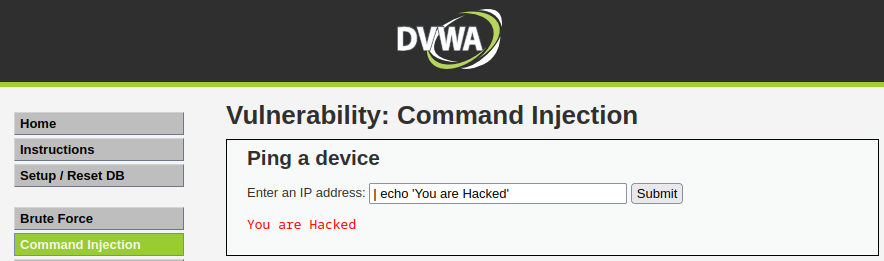 DVWA
Home
Instructions
Setup / Reset DB
Brute Force
Command Injection
Vulnerability: Command Injection
Ping a device
Enter an IP address: | echo 'You are Hacked' Submit
You are Hacked